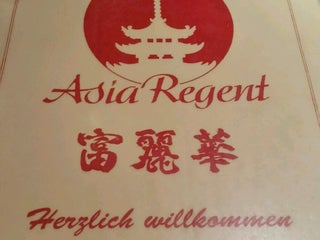 Asia Regent
富麗華
Herzlich willkommen